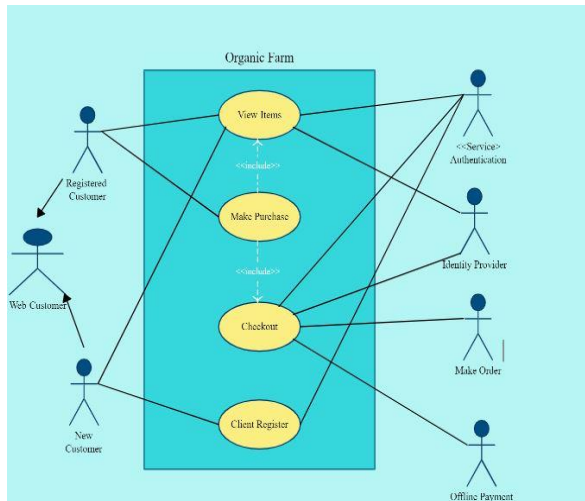 Organic Farm
View Items
<<include>>
Make Purchase
<<include>>
Checkout
Client Register
Registered
Customer
Web Customer
New
Customer
<<Service>
Authentication
Identity Provider
Make Order
Offline Payment